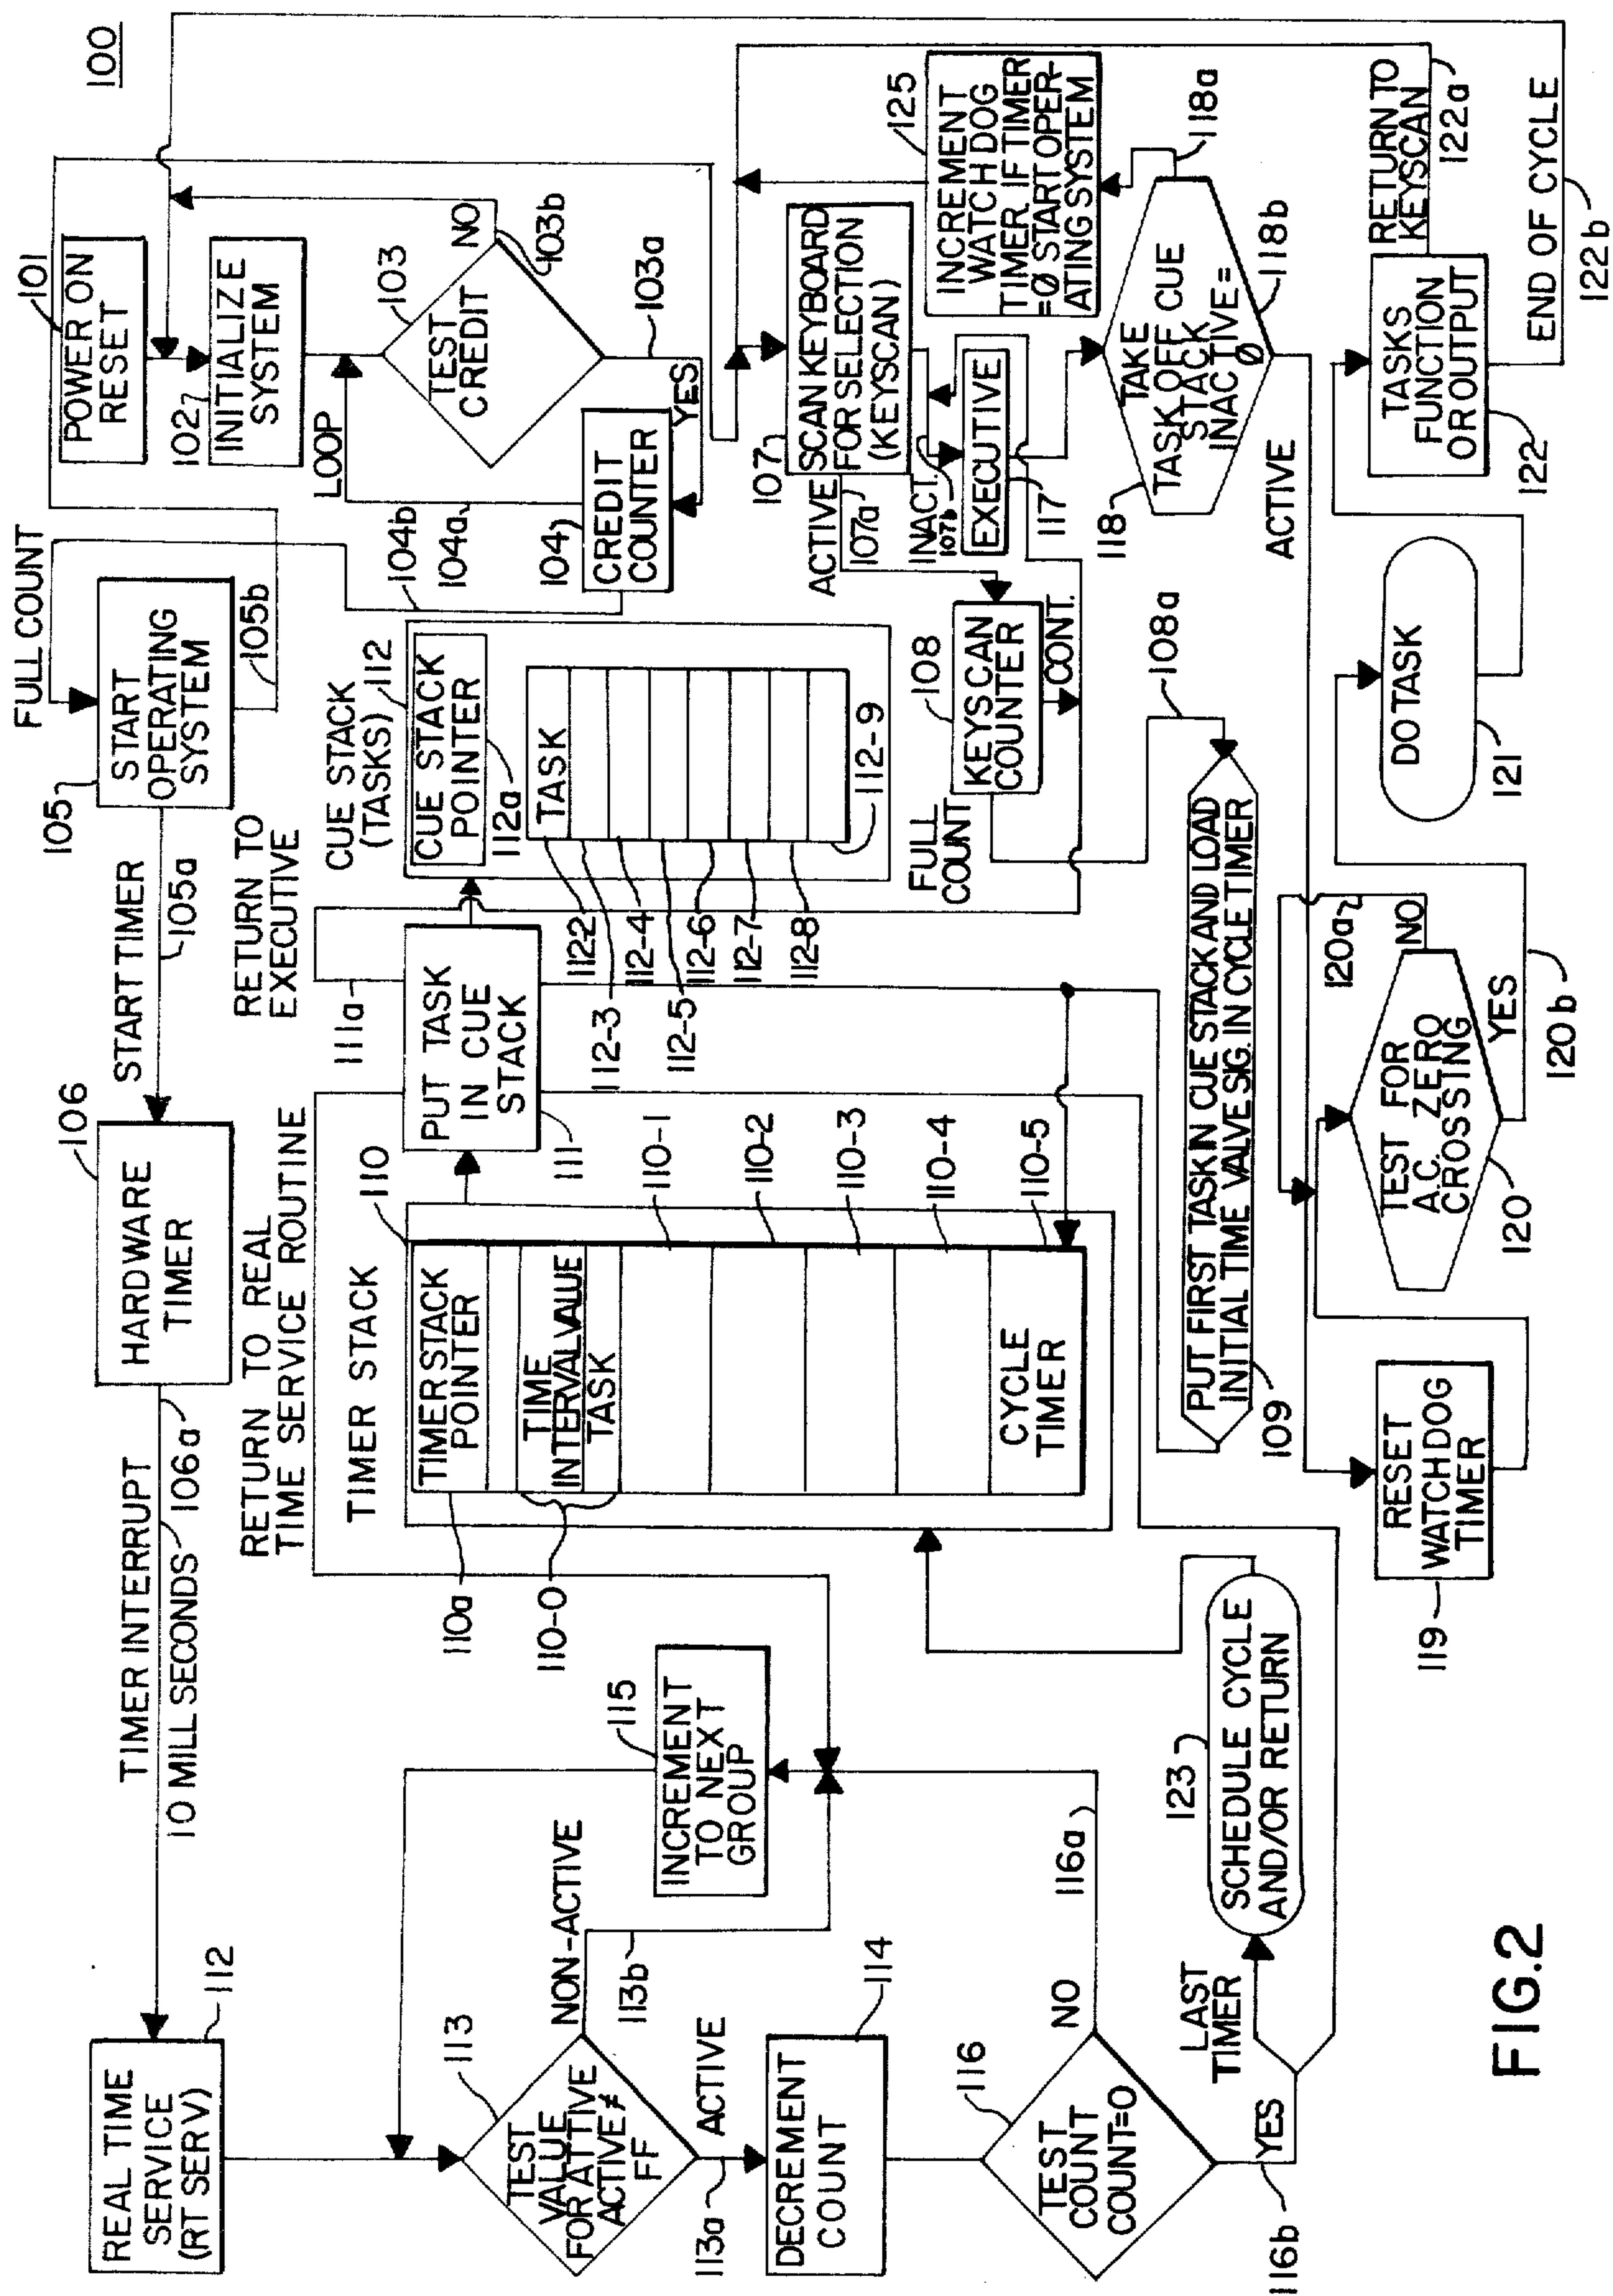 100
101
POWER ON
RESET
102
INITIALIZE
SYSTEM
LOOP
103
TEST
CREDIT
NO
103b
103a
YES
104
CREDIT
COUNTER
104a
104b
FULL COUNT
105
START
OPERATING
SYSTEM
105b
START TIMER
105a
106
HARDWARE
TIMER
TIMER INTERRUPT
10 MILL SECONDS
106a
112
REAL TIME
SERVICE
(RT SERV)
RETURN TO
EXECUTIVE
111a
RETURN TO REAL
TIME SERVICE ROUTINE
CUE STACK
(TASKS)
112
CUE STACK
POINTER
112a
TASK
112-2
112-3
112-4
112-5
112-6
112-7
112-8
112-9
PUT TASK
IN CUE
STACK
111
TIMER STACK
110
TIMER STACK
POINTER
110a
TIME
INTERVAL VALUE
TASK
110-0
110-1
110-2
110-3
110-4
110-5
CYCLE
TIMER
113
TEST
VALUE
FOR ATTIVE
ACTIVE ≠
FF
NON-ACTIVE
113b
ACTIVE
113a
115
INCREMENT
TO NEXT
GROUP
114
DECREMENT
COUNT
116
TEST
COUNT
COUNT=0
NO
116a
YES
116b
LAST
TIMER
123
SCHEDULE CYCLE
AND/OR RETURN
107
SCAN KEYBOARD
FOR SELECTION
(KEYSCAN)
ACTIVE
107a
INACT.
107b
125
INCREMENT
WATCH DOG
TIMER. IF TIMER
=Ø START OPER-
ATING SYSTEM
EXECUTIVE
117
108
KEYSCAN
COUNTER
CONT.
FULL
COUNT
108a
118
TAKE
TASK OFF CUE
STACK
INACTIVE=
Ø
118a
118b
ACTIVE
PUT FIRST TASK IN CUE STACK AND LOAD
INITIAL TIME VALVE SIG. IN CYCLE TIMER
109
RESET
WATCHDOG
TIMER
119
TEST FOR
A.C. ZERO
CROSSING
120
NO
120a
YES
120b
DO TASK
121
TASKS
FUNCTION
OR OUTPUT
122
RETURN TO
KEYSCAN
122a
END OF CYCLE
122b
FIG.2